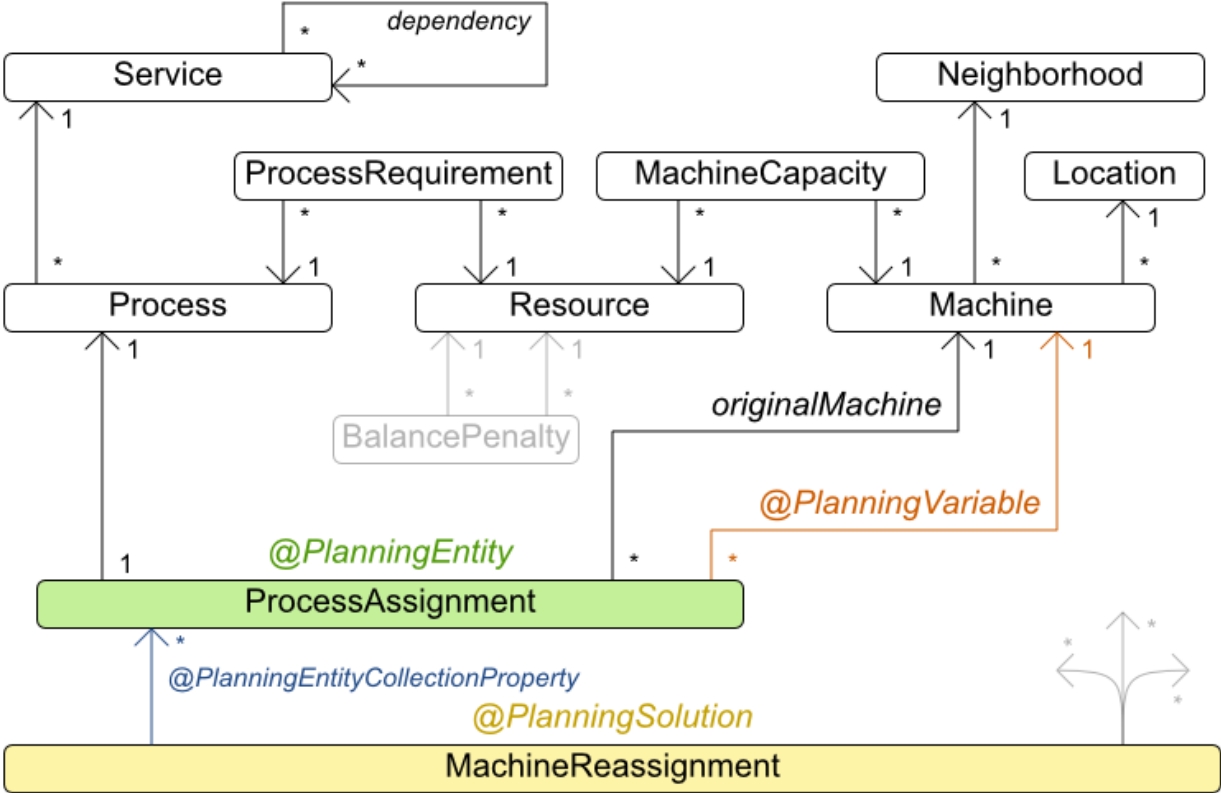 dependency
*
*
Service
Neighborhood
1
1
ProcessRequirement
MachineCapacity
Location
* * * * 1
* 1 1 1 1 * *
Process
Resource
Machine
1 1 1 1 1
* *
originalMachine
BalancePenalty
@PlanningVariable
@PlanningEntity
1 * *
ProcessAssignment
* * *
@PlanningEntityCollectionProperty
*
@PlanningSolution
MachineReassignment